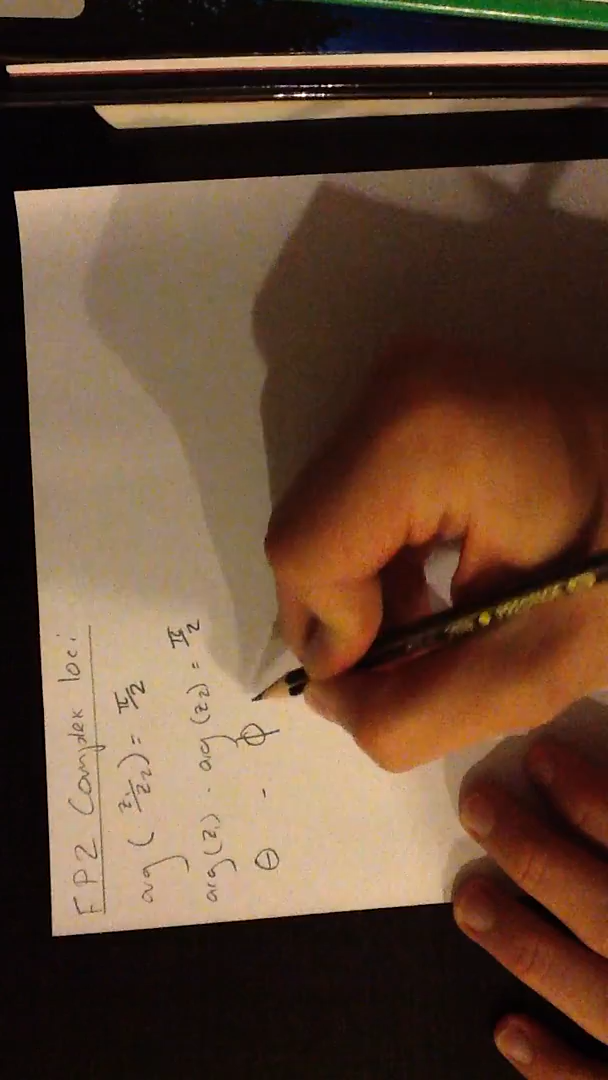 FP2 Complex loci
arg (z₁/z₂) = π/2
arg(z₁) - arg(z₂) = π/2
θ - ϕ